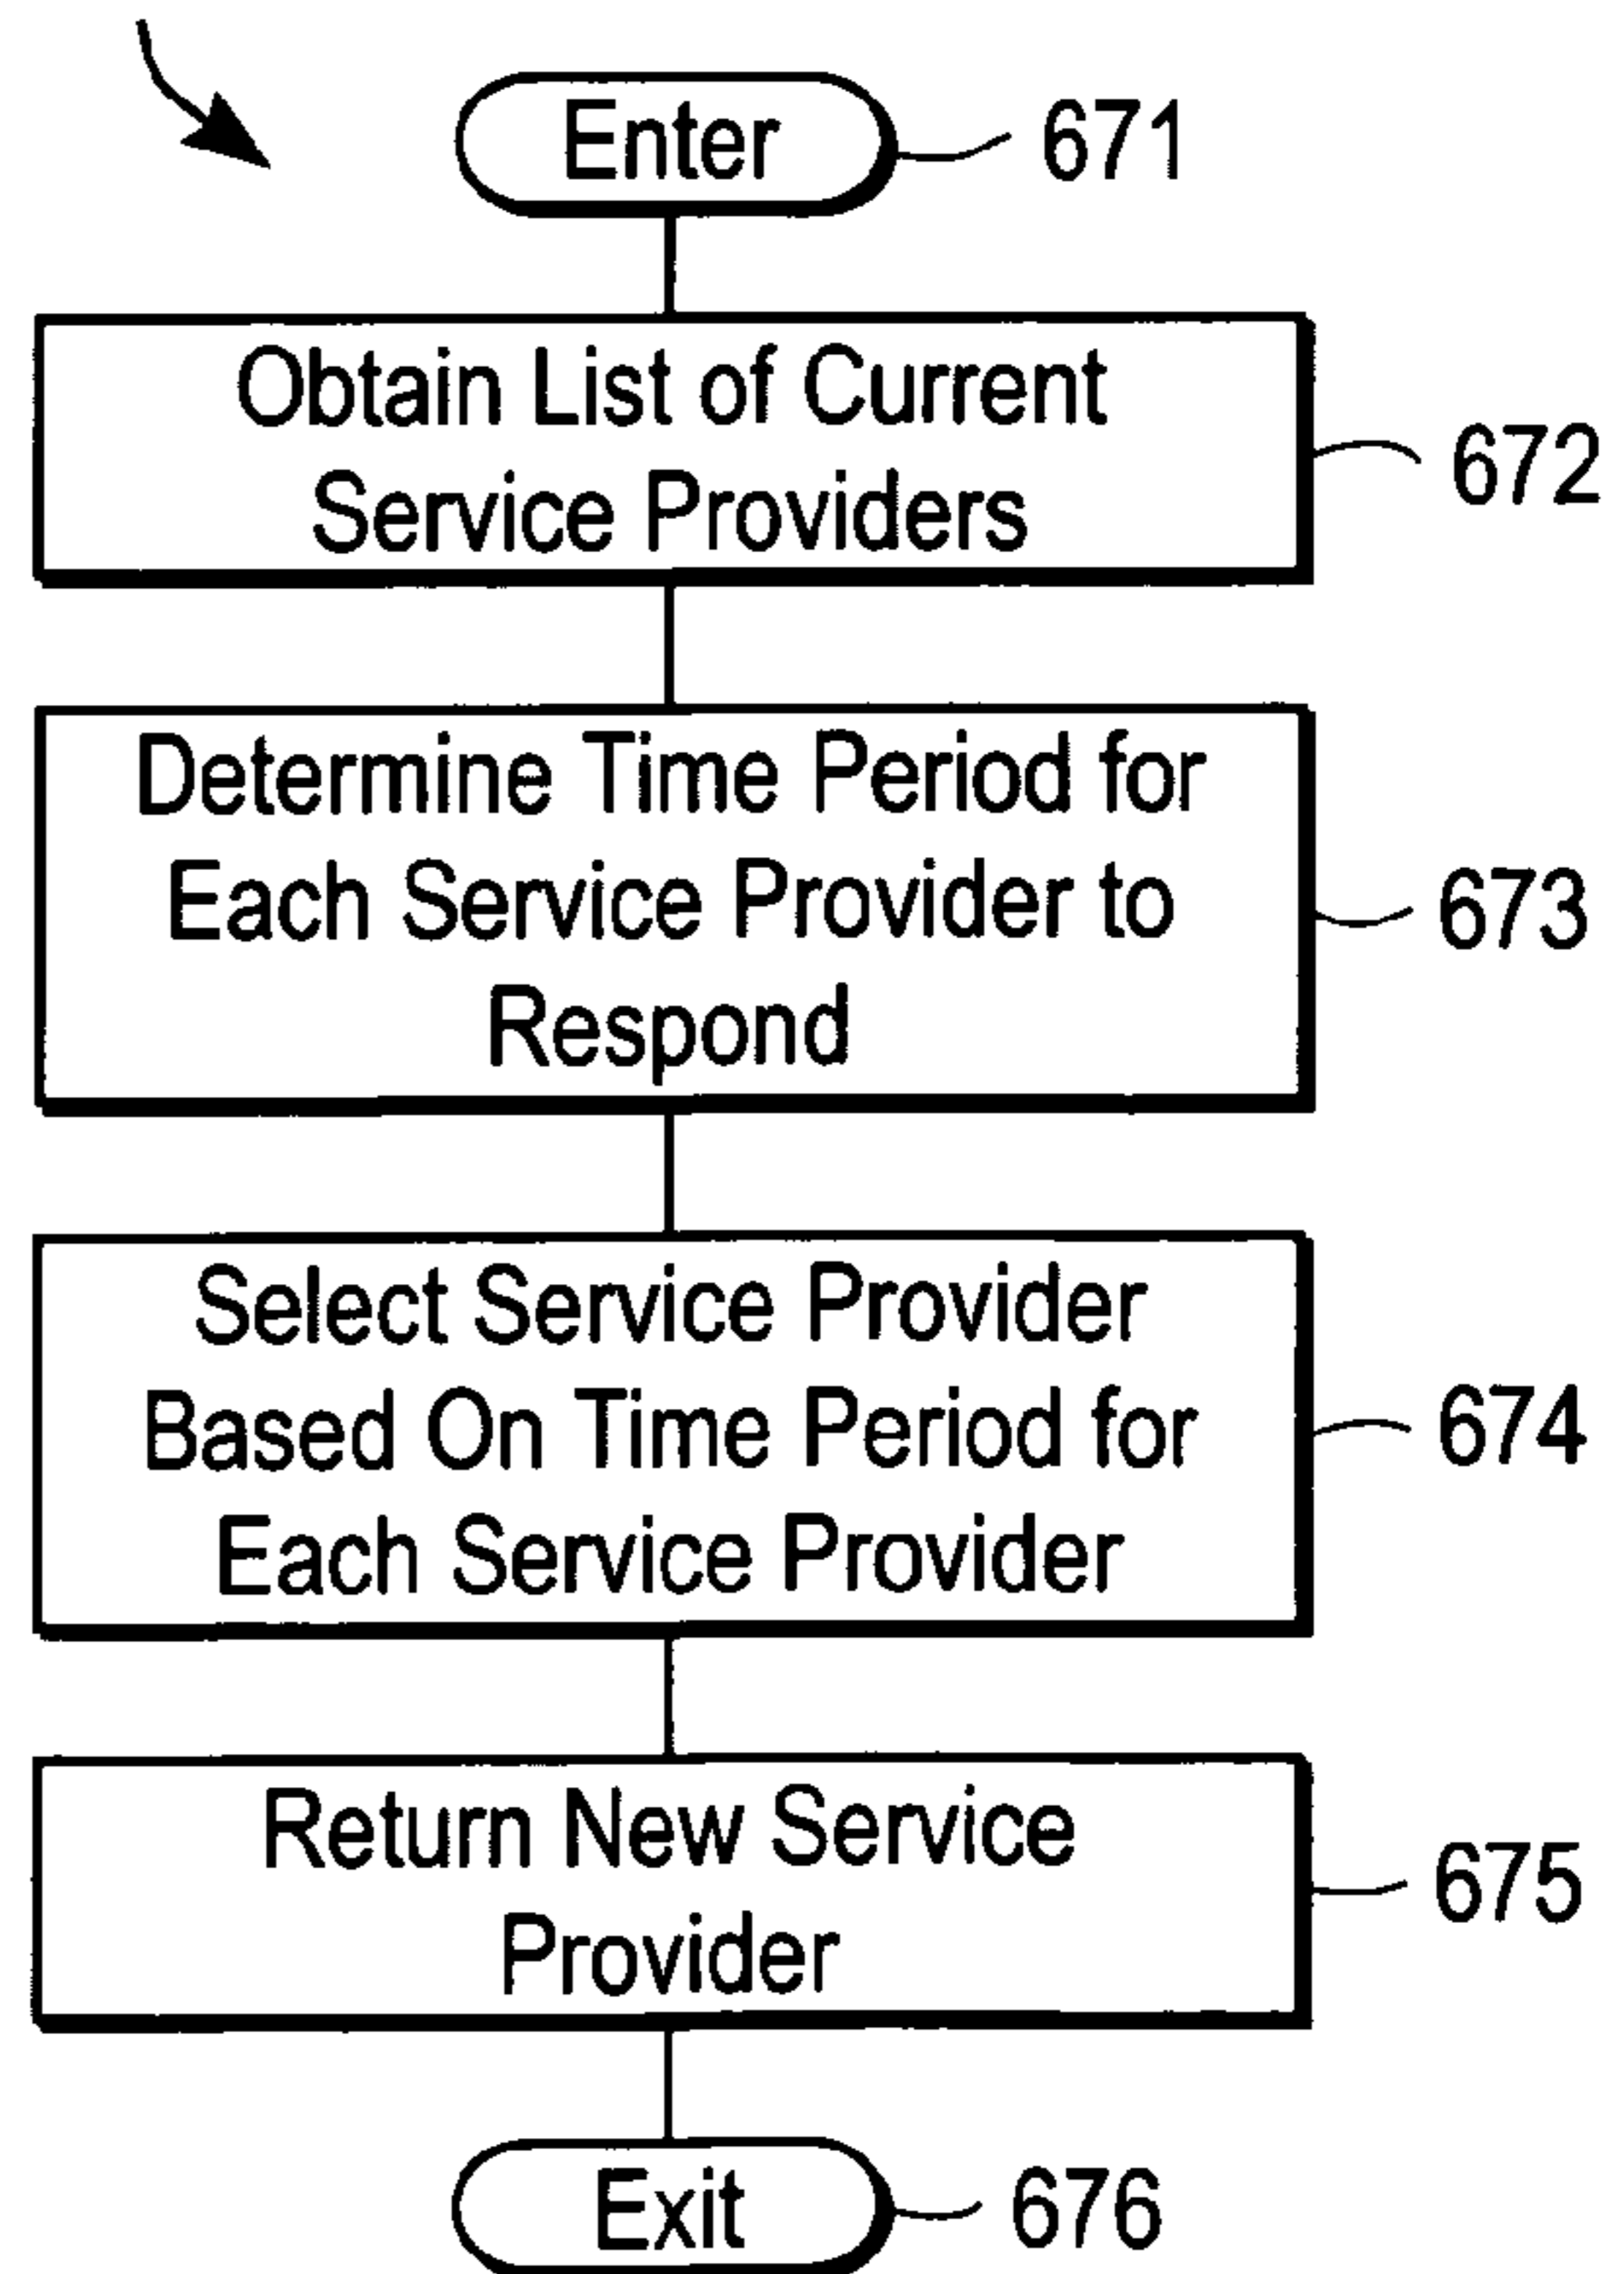 Enter
671
Obtain List of Current
Service Providers
672
Determine Time Period for
Each Service Provider to
Respond
673
Select Service Provider
Based On Time Period for
Each Service Provider
674
Return New Service
Provider
675
Exit
676